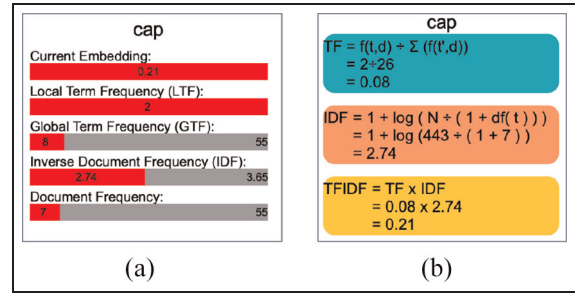 cap
Current Embedding:
0.21
Local Term Frequency (LTF):
2
Global Term Frequency (GTF):
8 55
Inverse Document Frequency (IDF):
2.74 3.65
Document Frequency:
7 55
(a)
cap
TF = f(t,d) ÷ Σ (f(t',d))
= 2÷26
= 0.08
IDF = 1 + log ( N ÷ ( 1 + df( t ) ) )
= 1 + log (443 ÷ ( 1 + 7 ) )
= 2.74
TFIDF = TF x IDF
= 0.08 x 2.74
= 0.21
(b)